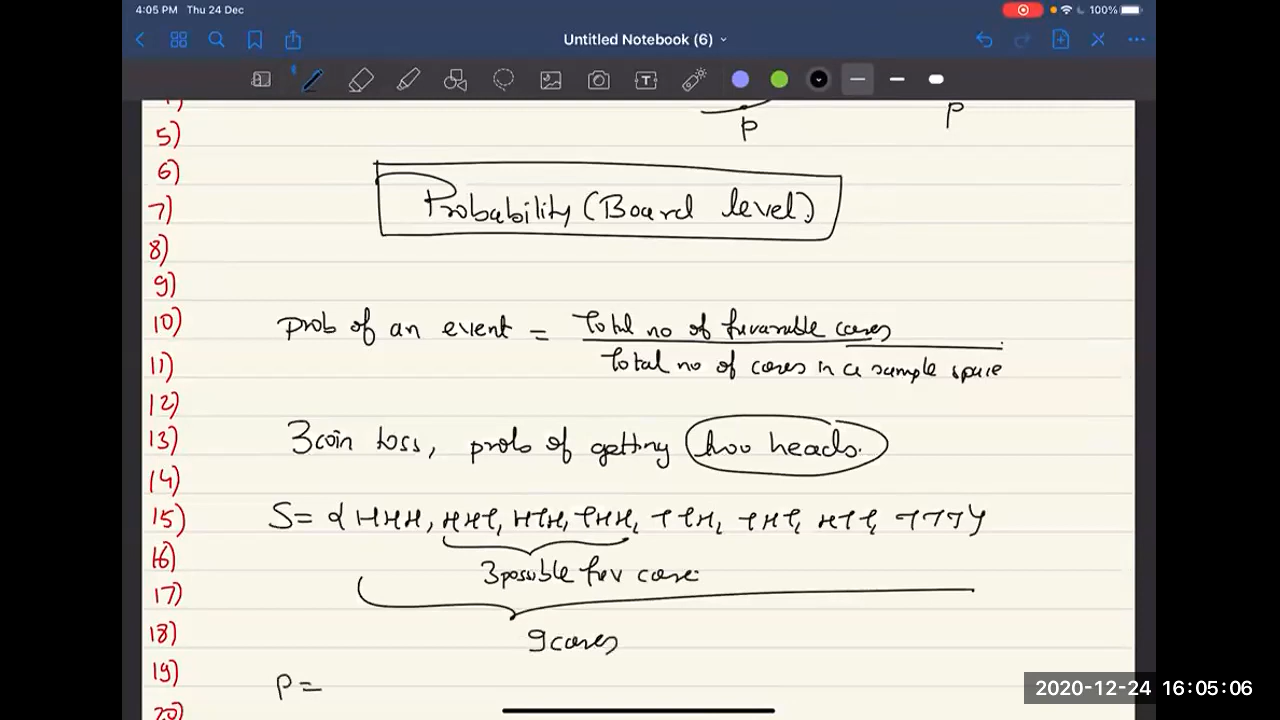 4:05 PM Thu 24 Dec
100%
Untitled Notebook (6)
5) p p
6)
7) Probability (Board level)
8)
9)
10) prob of an event = Total no of favarable cases
11) Total no of cases in a sample space
12)
13) 3 coin toss, prob of getting two heads.
14)
15) S= { HHH, HHT, HTH, THH, TTH, THT, HTT, TTT}
16) 3 possible fav case
17)
18) 9 cases
19) P=
20)
2020-12-24 16:05:06